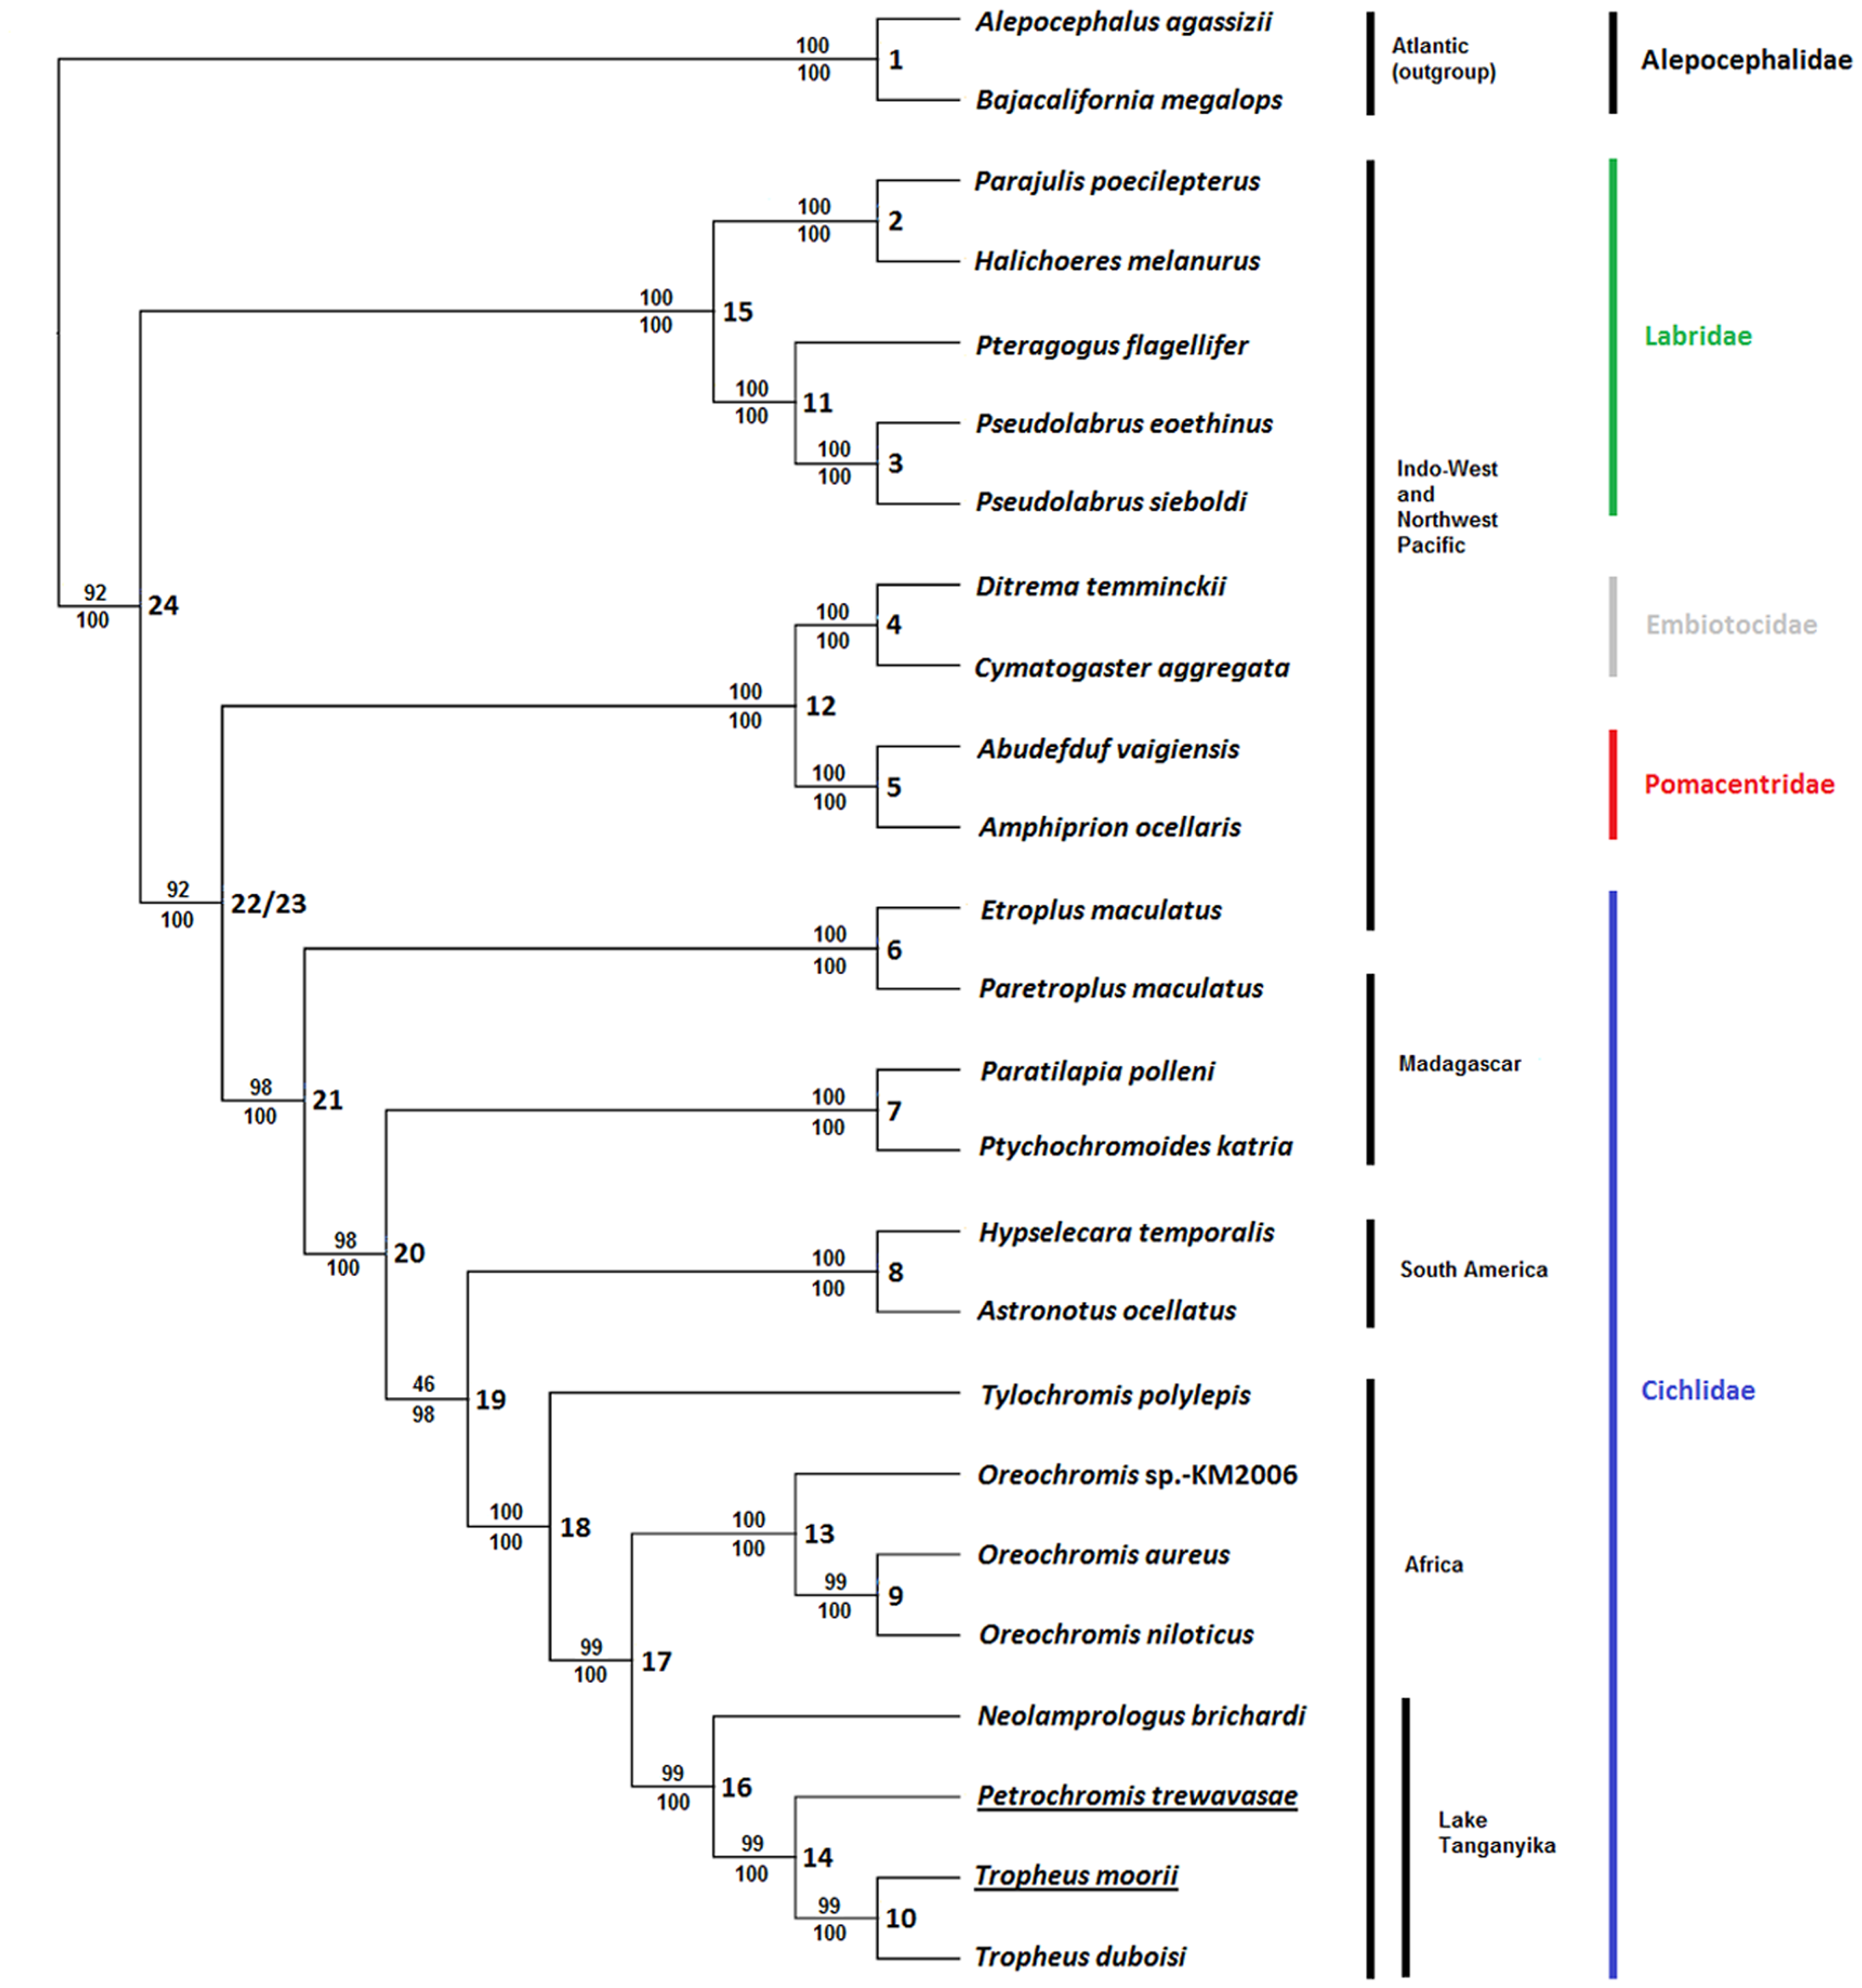 Alepocephalus agassizii
100
100
1
Atlantic
(outgroup)
Alepocephalidae
Bajacalifornia megalops
Parajulis poecilepterus
100
100
2
Halichoeres melanurus
100
100
15
Labridae
Pteragogus flagellifer
100
100
11
Pseudolabrus eoethinus
100
100
3
Pseudolabrus sieboldi
Indo-West
and
Northwest
Pacific
92
100
24
Ditrema temminckii
100
100
4
Embiotocidae
Cymatogaster aggregata
100
100
12
Abudefduf vaigiensis
100
100
5
Pomacentridae
Amphiprion ocellaris
92
100
22/23
Etroplus maculatus
100
100
6
Paretroplus maculatus
98
100
21
Paratilapia polleni
Madagascar
100
100
7
Ptychochromoides katria
98
100
20
Hypselecara temporalis
100
100
8
South America
Astronotus ocellatus
46
98
19
Tylochromis polylepis
Cichlidae
Oreochromis sp.-KM2006
100
100
18
100
100
13
Oreochromis aureus
Africa
99
100
9
Oreochromis niloticus
99
100
17
Neolamprologus brichardi
99
100
16
Petrochromis trewavasae
99
100
14
Lake
Tanganyika
Tropheus moorii
99
100
10
Tropheus duboisi